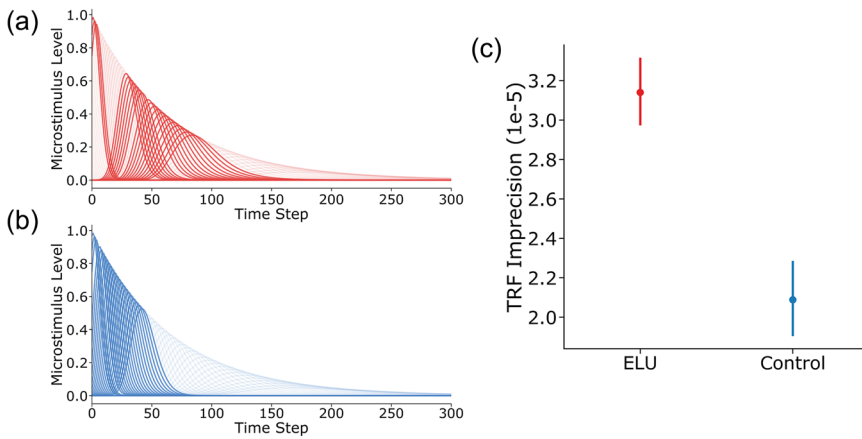 (a)
Microstimulus Level
1.0
0.8
0.6
0.4
0.2
0.0
0 50 100 150 200 250 300
Time Step
(b)
Microstimulus Level
1.0
0.8
0.6
0.4
0.2
0.0
0 50 100 150 200 250 300
Time Step
(c)
TRF Imprecision (1e-5)
3.2
3.0
2.8
2.6
2.4
2.2
2.0
ELU Control